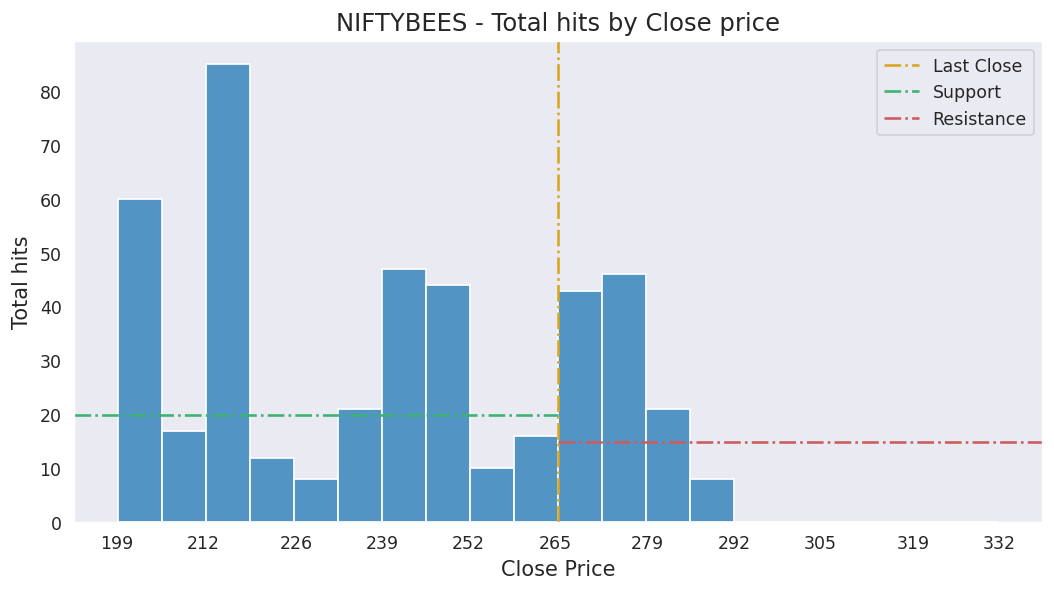 NIFTYBEES - Total hits by Close price
Last Close
Support
Resistance
Total hits
80
70
60
50
40
30
20
10
0
199 212 226 239 252 265 279 292 305 319 332
Close Price